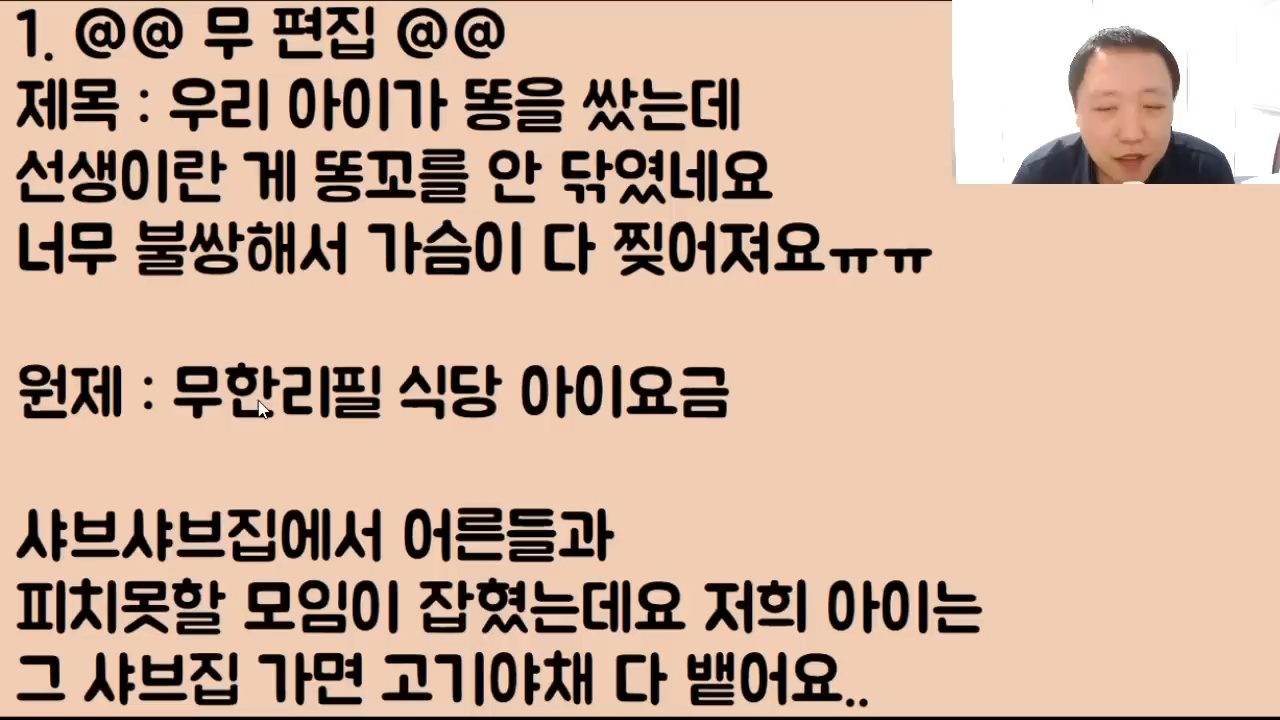 1. @@ 무 편집 @@
제목 : 우리 아이가 똥을 쌌는데
선생이란 게 똥꼬를 안 닦였네요
너무 불쌍해서 가슴이 다 찢어져요ㅠㅠ
원제 : 무한리필 식당 아이요금
샤브샤브집에서 어른들과
피치못할 모임이 잡혔는데요 저희 아이는
그 샤브집 가면 고기야채 다 뱉어요..